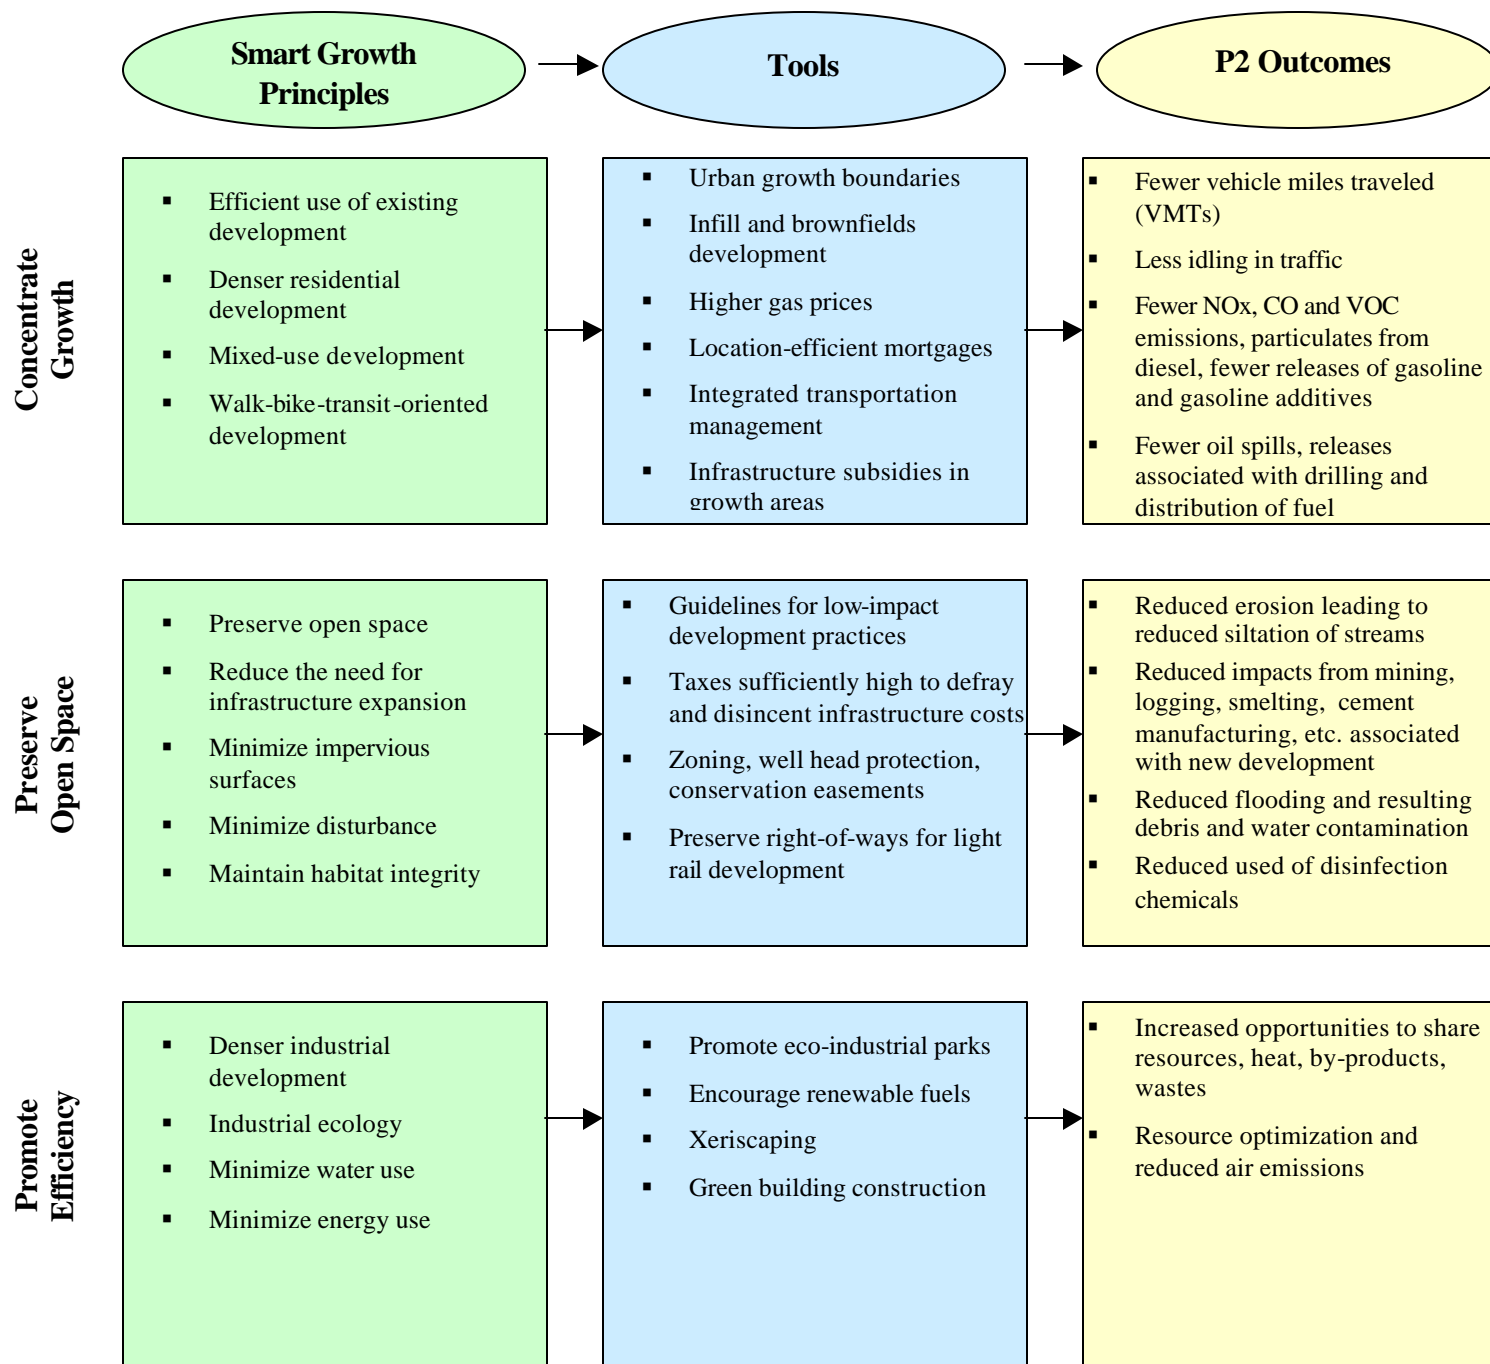 Smart Growth
Principles
Tools
P2 Outcomes
Concentrate
Growth
▪ Efficient use of existing
development
▪ Denser residential
development
▪ Mixed-use development
▪ Walk-bike-transit-oriented
development
▪ Urban growth boundaries
▪ Infill and brownfields
development
▪ Higher gas prices
▪ Location-efficient mortgages
▪ Integrated transportation
management
▪ Infrastructure subsidies in
growth areas
▪ Fewer vehicle miles traveled
(VMTs)
▪ Less idling in traffic
▪ Fewer NOx, CO and VOC
emissions, particulates from
diesel, fewer releases of gasoline
and gasoline additives
▪ Fewer oil spills, releases
associated with drilling and
distribution of fuel
Preserve
Open Space
▪ Preserve open space
▪ Reduce the need for
infrastructure expansion
▪ Minimize impervious
surfaces
▪ Minimize disturbance
▪ Maintain habitat integrity
▪ Guidelines for low-impact
development practices
▪ Taxes sufficiently high to defray
and disincent infrastructure costs
▪ Zoning, well head protection,
conservation easements
▪ Preserve right-of-ways for light
rail development
▪ Reduced erosion leading to
reduced siltation of streams
▪ Reduced impacts from mining,
logging, smelting, cement
manufacturing, etc. associated
with new development
▪ Reduced flooding and resulting
debris and water contamination
▪ Reduced used of disinfection
chemicals
Promote
Efficiency
▪ Denser industrial
development
▪ Industrial ecology
▪ Minimize water use
▪ Minimize energy use
▪ Promote eco-industrial parks
▪ Encourage renewable fuels
▪ Xeriscaping
▪ Green building construction
▪ Increased opportunities to share
resources, heat, by-products,
wastes
▪ Resource optimization and
reduced air emissions